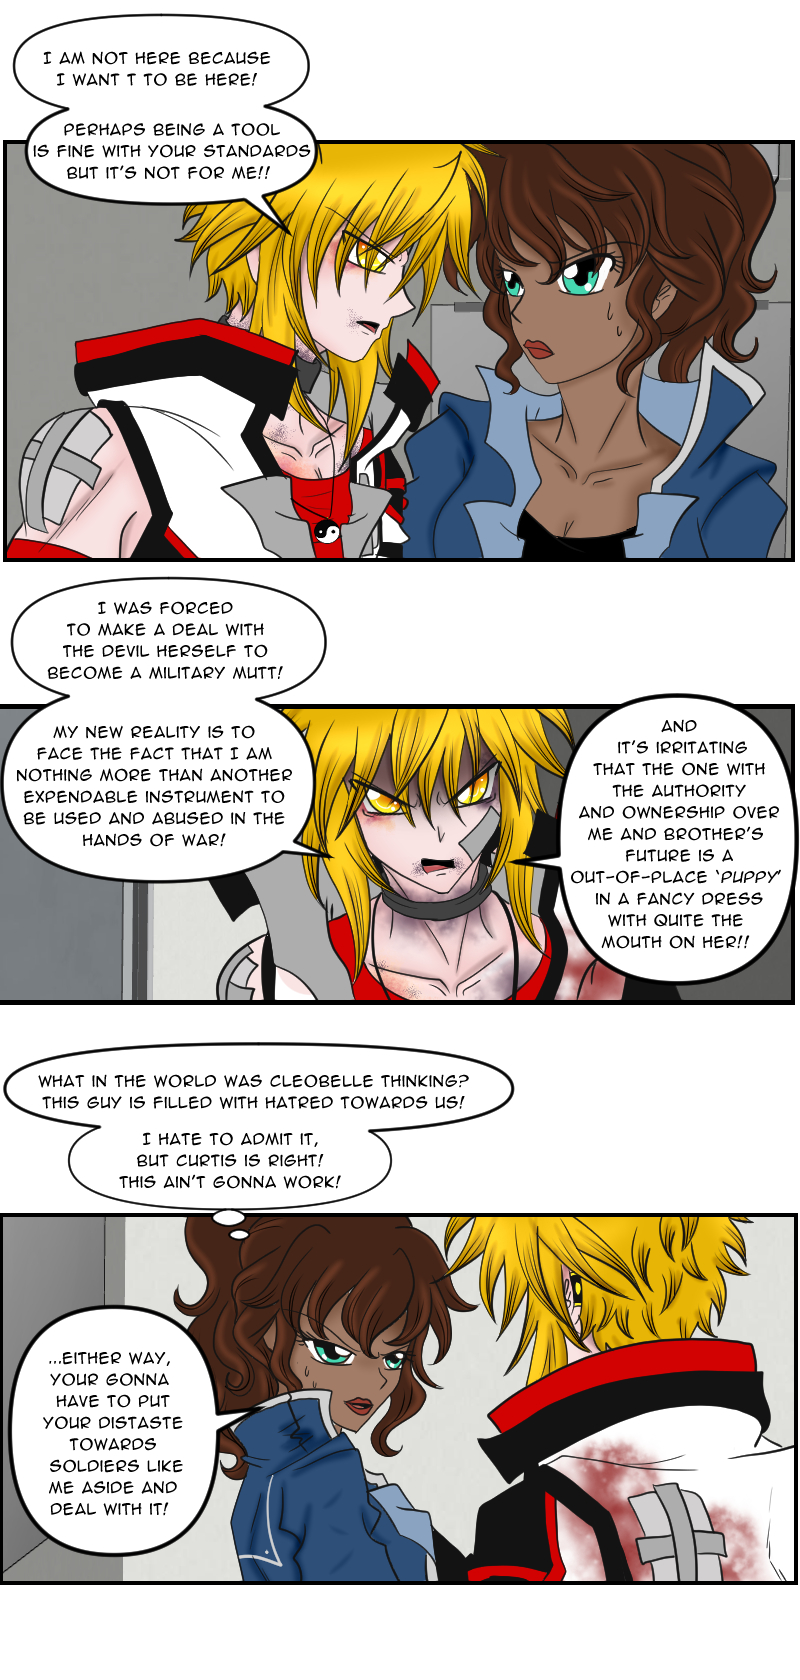 I AM NOT HERE BECAUSE
I WANT T TO BE HERE!
PERHAPS BEING A TOOL
IS FINE WITH YOUR STANDARDS
BUT IT'S NOT FOR ME!!
I WAS FORCED
TO MAKE A DEAL WITH
THE DEVIL HERSELF TO
BECOME A MILITARY MUTT!
MY NEW REALITY IS TO
FACE THE FACT THAT I AM
NOTHING MORE THAN ANOTHER
EXPENDABLE INSTRUMENT TO
BE USED AND ABUSED IN THE
HANDS OF WAR!
AND
IT'S IRRITATING
THAT THE ONE WITH
THE AUTHORITY
AND OWNERSHIP OVER
ME AND BROTHER'S
FUTURE IS A
OUT-OF-PLACE 'PUPPY'
IN A FANCY DRESS
WITH QUITE THE
MOUTH ON HER!!
WHAT IN THE WORLD WAS CLEOBELLE THINKING?
THIS GUY IS FILLED WITH HATRED TOWARDS US!
I HATE TO ADMIT IT,
BUT CURTIS IS RIGHT!
THIS AIN'T GONNA WORK!
...EITHER WAY,
YOUR GONNA
HAVE TO PUT
YOUR DISTASTE
TOWARDS
SOLDIERS LIKE
ME ASIDE AND
DEAL WITH IT!